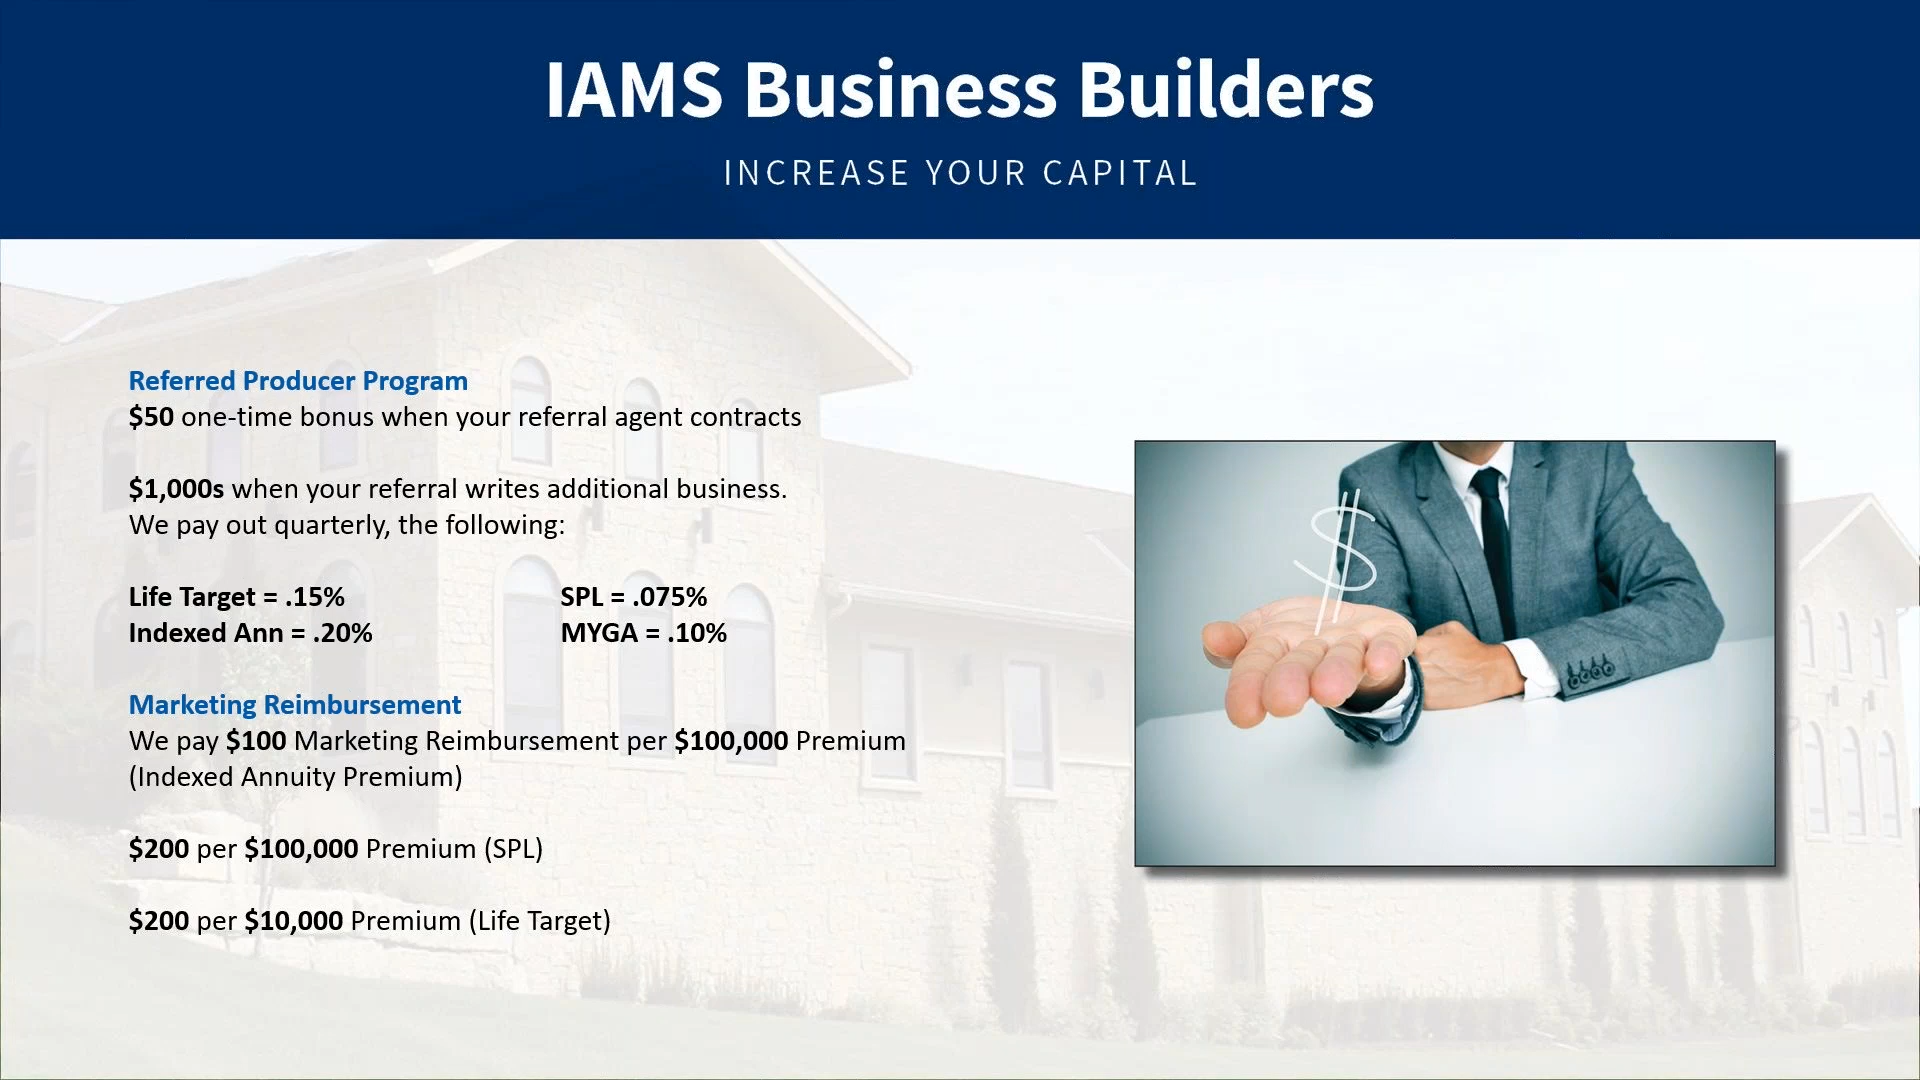 IAMS Business Builders
INCREASE YOUR CAPITAL
Referred Producer Program
$50 one-time bonus when your referral agent contracts
$1,000s when your referral writes additional business.
We pay out quarterly, the following:
Life Target = .15% SPL = .075%
Indexed Ann = .20% MYGA = .10%
Marketing Reimbursement
We pay $100 Marketing Reimbursement per $100,000 Premium
(Indexed Annuity Premium)
$200 per $100,000 Premium (SPL)
$200 per $10,000 Premium (Life Target)
$